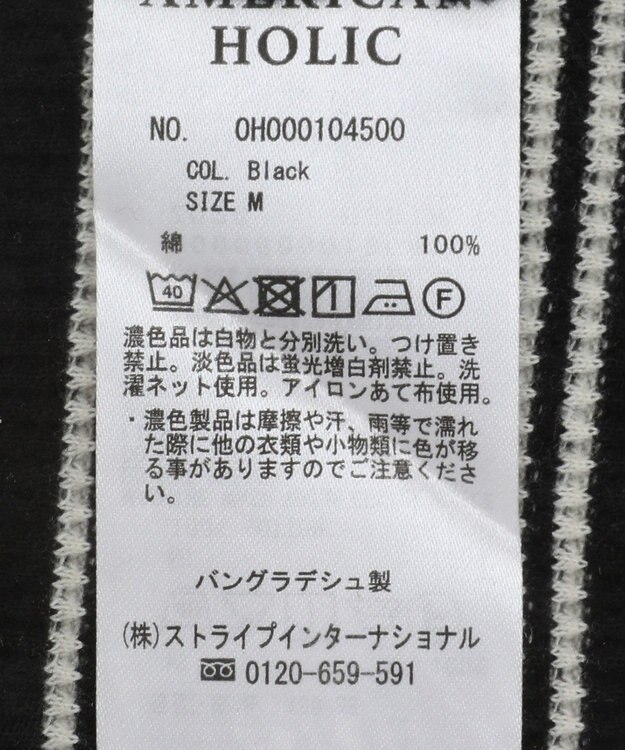 AMERICAN
HOLIC
NO. OH000104500
COL. Black
SIZE M
綿 100%
40 F
濃色品は白物と分別洗い。つけ置き
禁止。淡色品は蛍光増白剤禁止。洗
濯ネット使用。アイロンあて布使用。
・濃色製品は摩擦や汗、雨等で濡れ
た際に他の衣類や小物類に色が移
る事がありますのでご注意くださ
い。
バングラデシュ製
(株)ストライプインターナショナル
0120-659-591